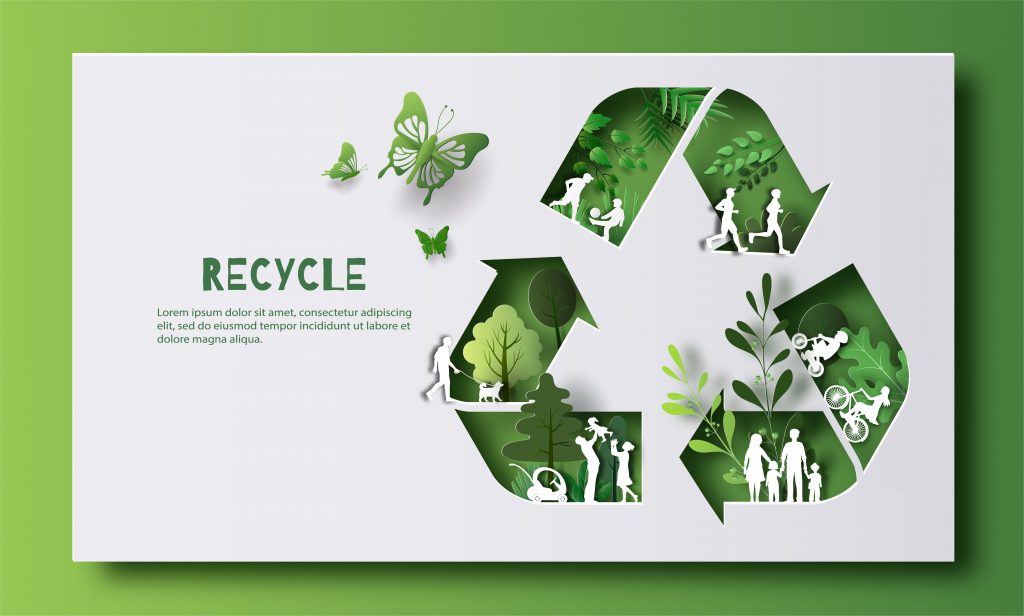 RECYCLE
Lorem ipsum dolor sit amet, consectetur adipiscing
elit, sed do eiusmod tempor incididunt ut labore et
dolore magna aliqua.